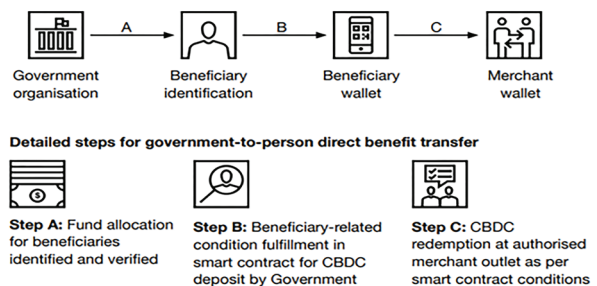 A B C
Government organisation
Beneficiary identification
Beneficiary wallet
Merchant wallet
Detailed steps for government-to-person direct benefit transfer
$
Step A: Fund allocation
for beneficiaries
identified and verified
Step B: Beneficiary-related
condition fulfillment in
smart contract for CBDC
deposit by Government
Step C: CBDC
redemption at authorised
merchant outlet as per
smart contract conditions